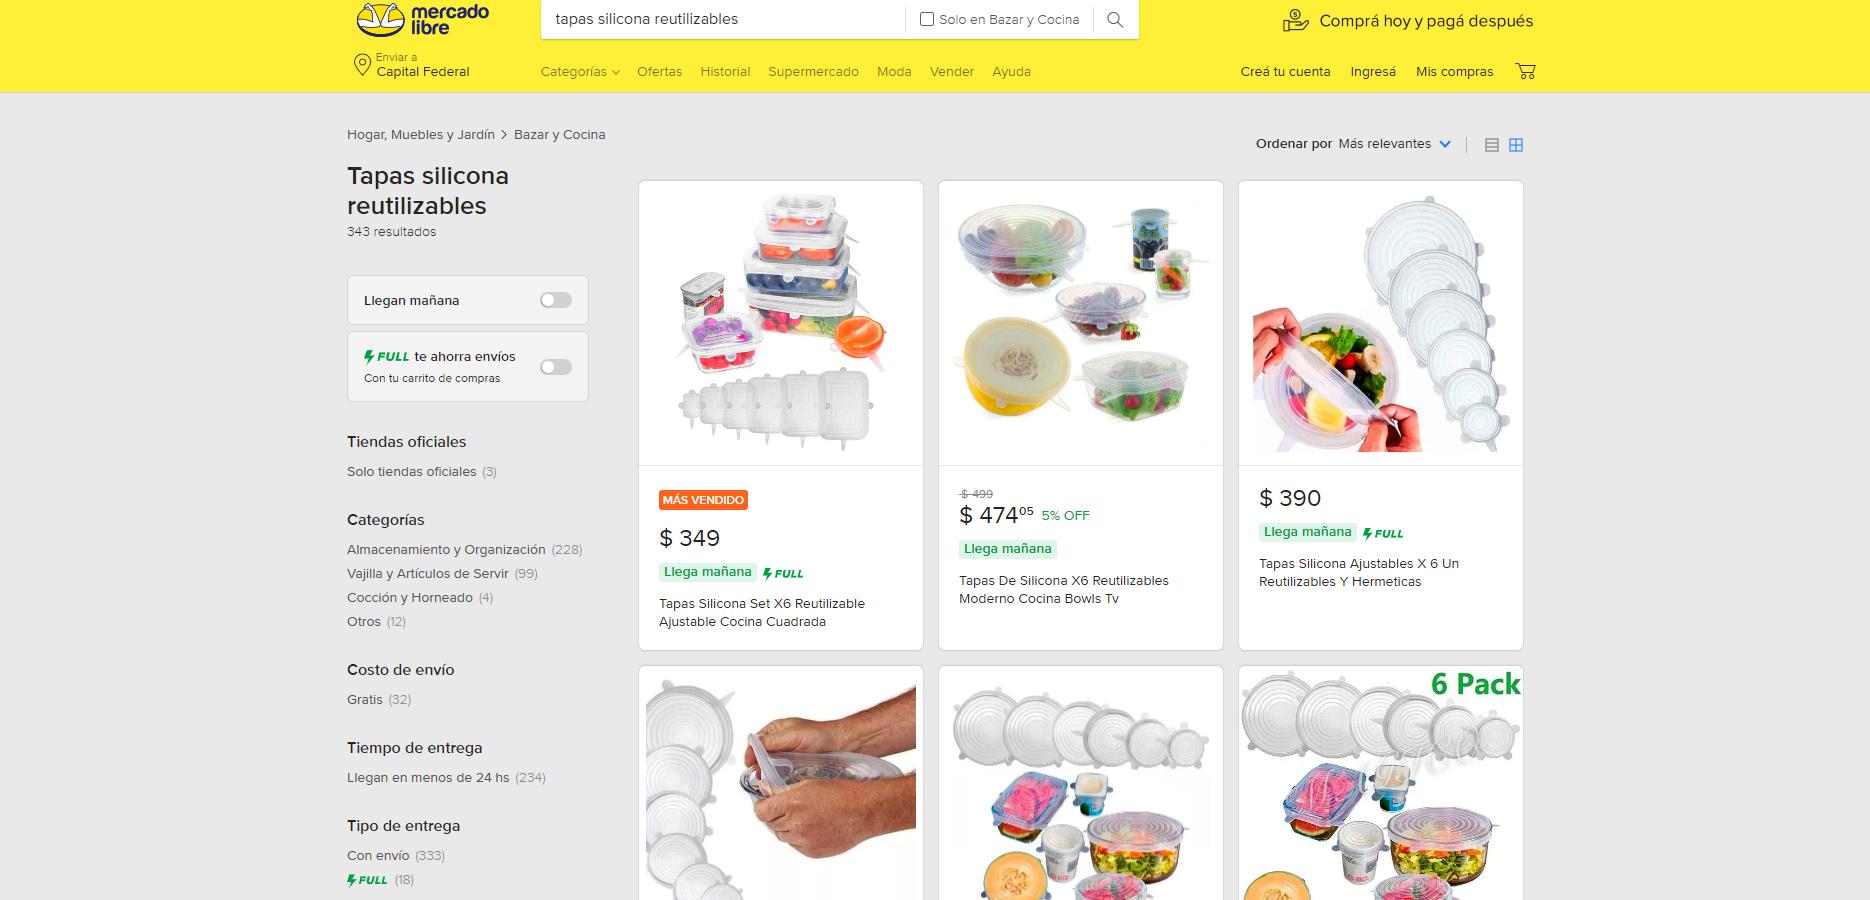 mercado
libre
tapas silicona reutilizables
Solo en Bazar y Cocina
Comprá hoy y pagá después
Enviar a
Capital Federal
Categorías
Ofertas
Historial
Supermercado
Moda
Vender
Ayuda
Creá tu cuenta
Ingresá
Mis compras
Hogar, Muebles y Jardín > Bazar y Cocina
Ordenar por Más relevantes
Tapas silicona
reutilizables
343 resultados
Llegan mañana
FULL te ahorra envíos
Con tu carrito de compras
Tiendas oficiales
Solo tiendas oficiales (3)
Categorías
Almacenamiento y Organización (228)
Vajilla y Artículos de Servir (99)
Cocción y Horneado (4)
Otros (12)
Costo de envío
Gratis (32)
Tiempo de entrega
Llegan en menos de 24 hs (234)
Tipo de entrega
Con envío (333)
FULL (18)
MÁS VENDIDO
$ 349
Llega mañana FULL
Tapas Silicona Set X6 Reutilizable
Ajustable Cocina Cuadrada
$ 499
$ 474 05 5% OFF
Llega mañana
Tapas De Silicona X6 Reutilizables
Moderno Cocina Bowls Tv
$ 390
Llega mañana FULL
Tapas Silicona Ajustables X 6 Un
Reutilizables Y Hermeticas
6 Pack